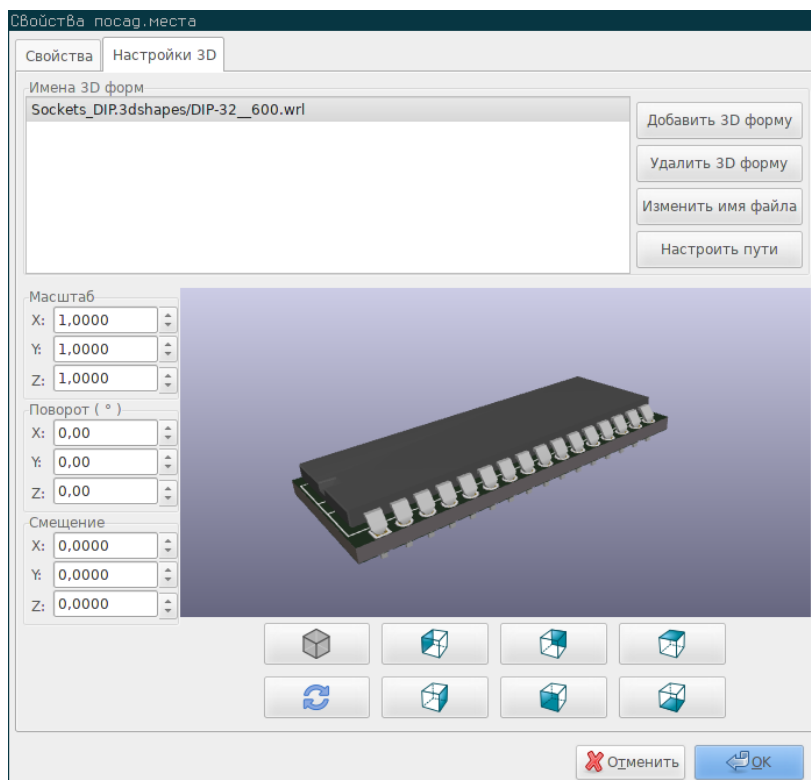 Свойства посад.места
Свойства
Настройки 3D
Имена 3D форм
Sockets_DIP.3dshapes/DIP-32__600.wrl
Добавить 3D форму
Удалить 3D форму
Изменить имя файла
Настроить пути
Масштаб
X: 1,0000
Y: 1,0000
Z: 1,0000
Поворот ( ° )
X: 0,00
Y: 0,00
Z: 0,00
Смещение
X: 0,0000
Y: 0,0000
Z: 0,0000
Отменить
OK